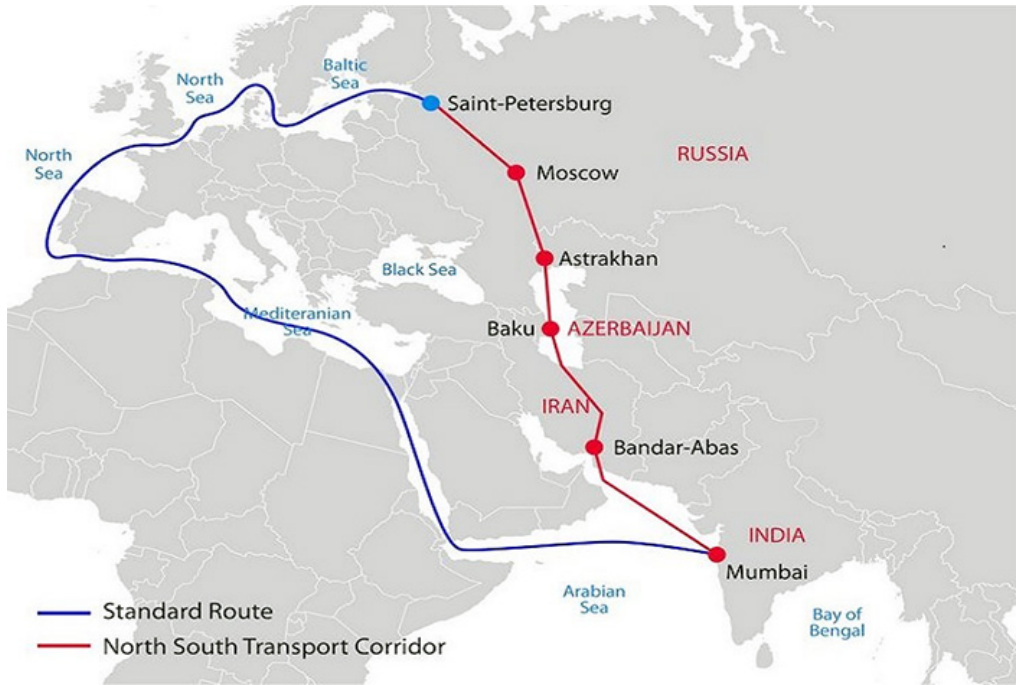 Baltic
Sea
North
Sea
Saint-Petersburg
North
Sea
RUSSIA
Moscow
Astrakhan
Black Sea
Mediteranian
Sea
Baku
AZERBAIJAN
IRAN
Bandar-Abas
INDIA
Mumbai
Arabian
Sea
Bay of
Bengal
Standard Route
North South Transport Corridor